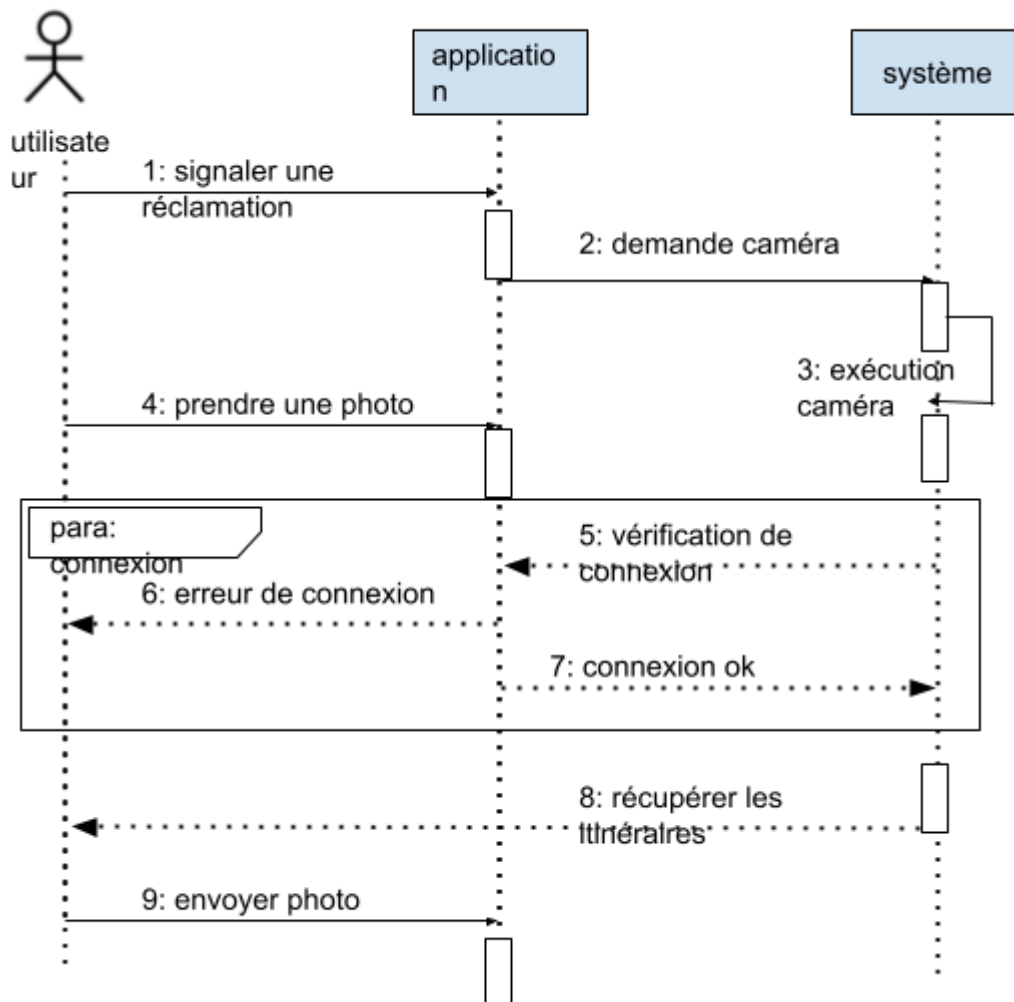 utilisate
ur
applicatio
n
système
1: signaler une
réclamation
2: demande caméra
3: exécution
caméra
4: prendre une photo
para:
connexion
5: vérification de
connexion
6: erreur de connexion
7: connexion ok
8: récupérer les
itinéraires
9: envoyer photo